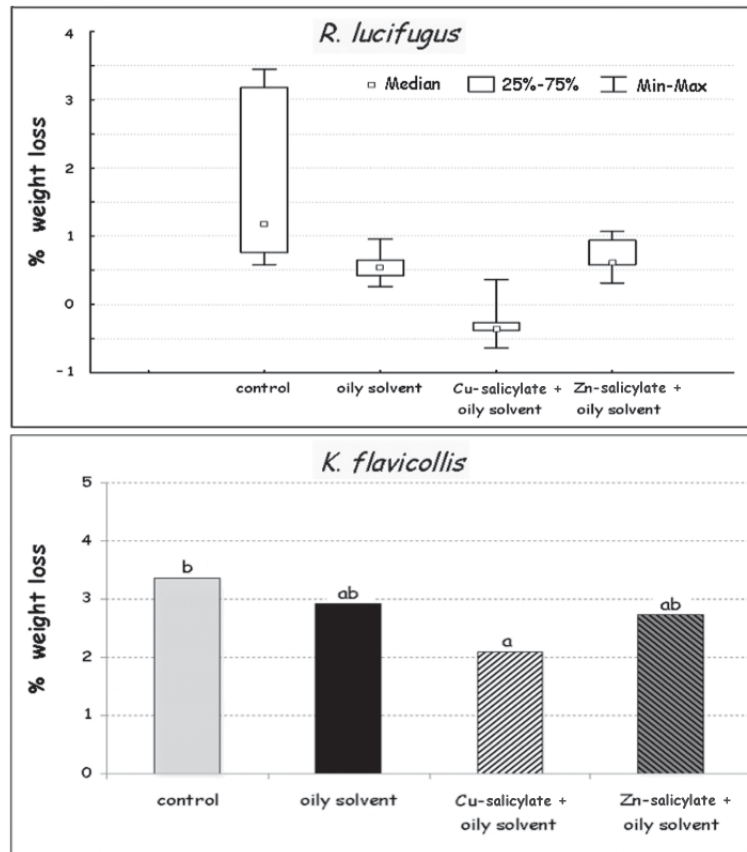 R. lucifugus
4
3
2
1
0
-1
% weight loss
Median 25%-75% Min-Max
control oily solvent Cu-salicylate + Zn-salicylate +
oily solvent oily solvent
K. flavicollis
5
4
3
2
1
0
% weight loss
b ab a ab
control oily solvent Cu-salicylate + Zn-salicylate +
oily solvent oily solvent